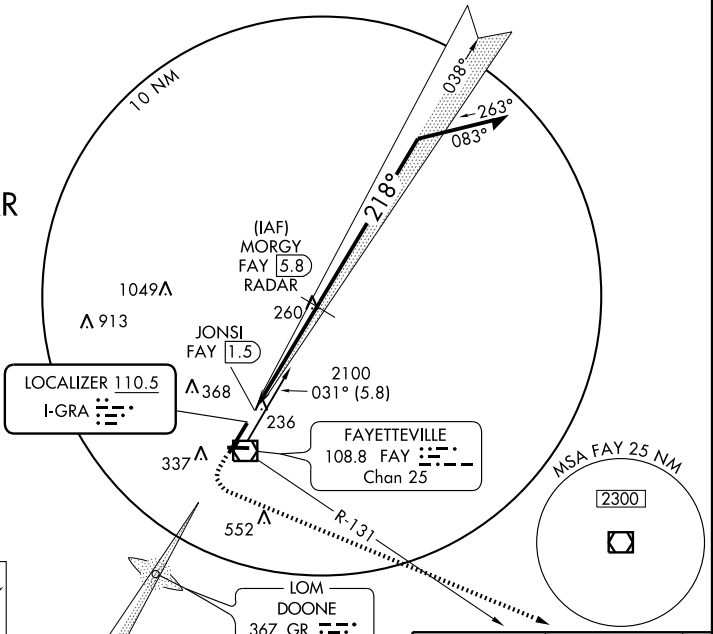 038°
10 NM
263°
083°
R
218°
(IAF)
MORGY
FAY 5.8
RADAR
1049
260
913
JONSI
FAY 1.5
2100
031° (5.8)
LOCALIZER 110.5
I-GRA
368
236
FAYETTEVILLE
108.8 FAY
Chan 25
337
MSA FAY 25 NM
2300
R-131
552
LOM
DOONE
367 GR